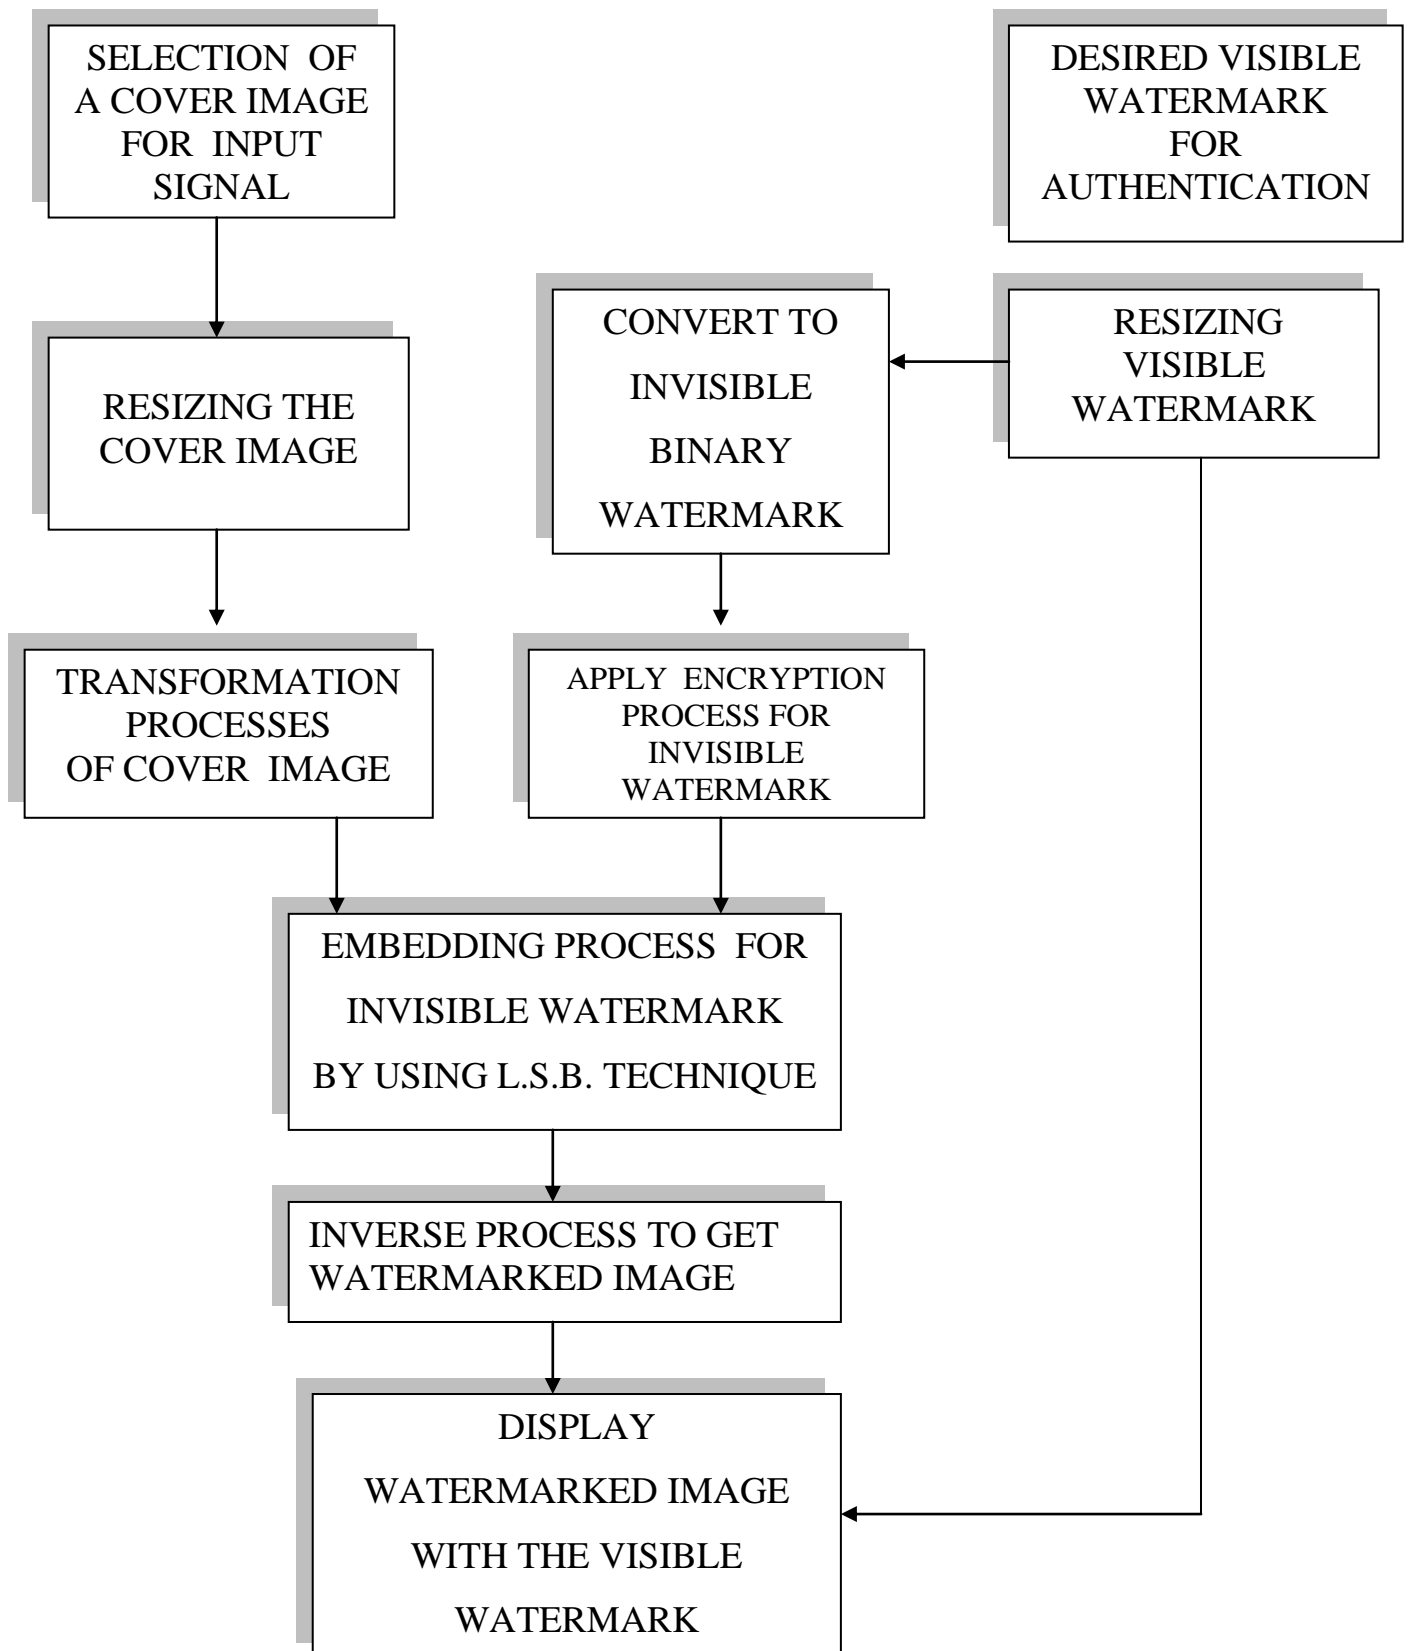 SELECTION OF
A COVER IMAGE
FOR INPUT
SIGNAL
DESIRED VISIBLE
WATERMARK
FOR
AUTHENTICATION
RESIZING THE
COVER IMAGE
CONVERT TO
INVISIBLE
BINARY
WATERMARK
RESIZING
VISIBLE
WATERMARK
TRANSFORMATION
PROCESSES
OF COVER IMAGE
APPLY ENCRYPTION
PROCESS FOR
INVISIBLE
WATERMARK
EMBEDDING PROCESS FOR
INVISIBLE WATERMARK
BY USING L.S.B. TECHNIQUE
INVERSE PROCESS TO GET
WATERMARKED IMAGE
DISPLAY
WATERMARKED IMAGE
WITH THE VISIBLE
WATERMARK